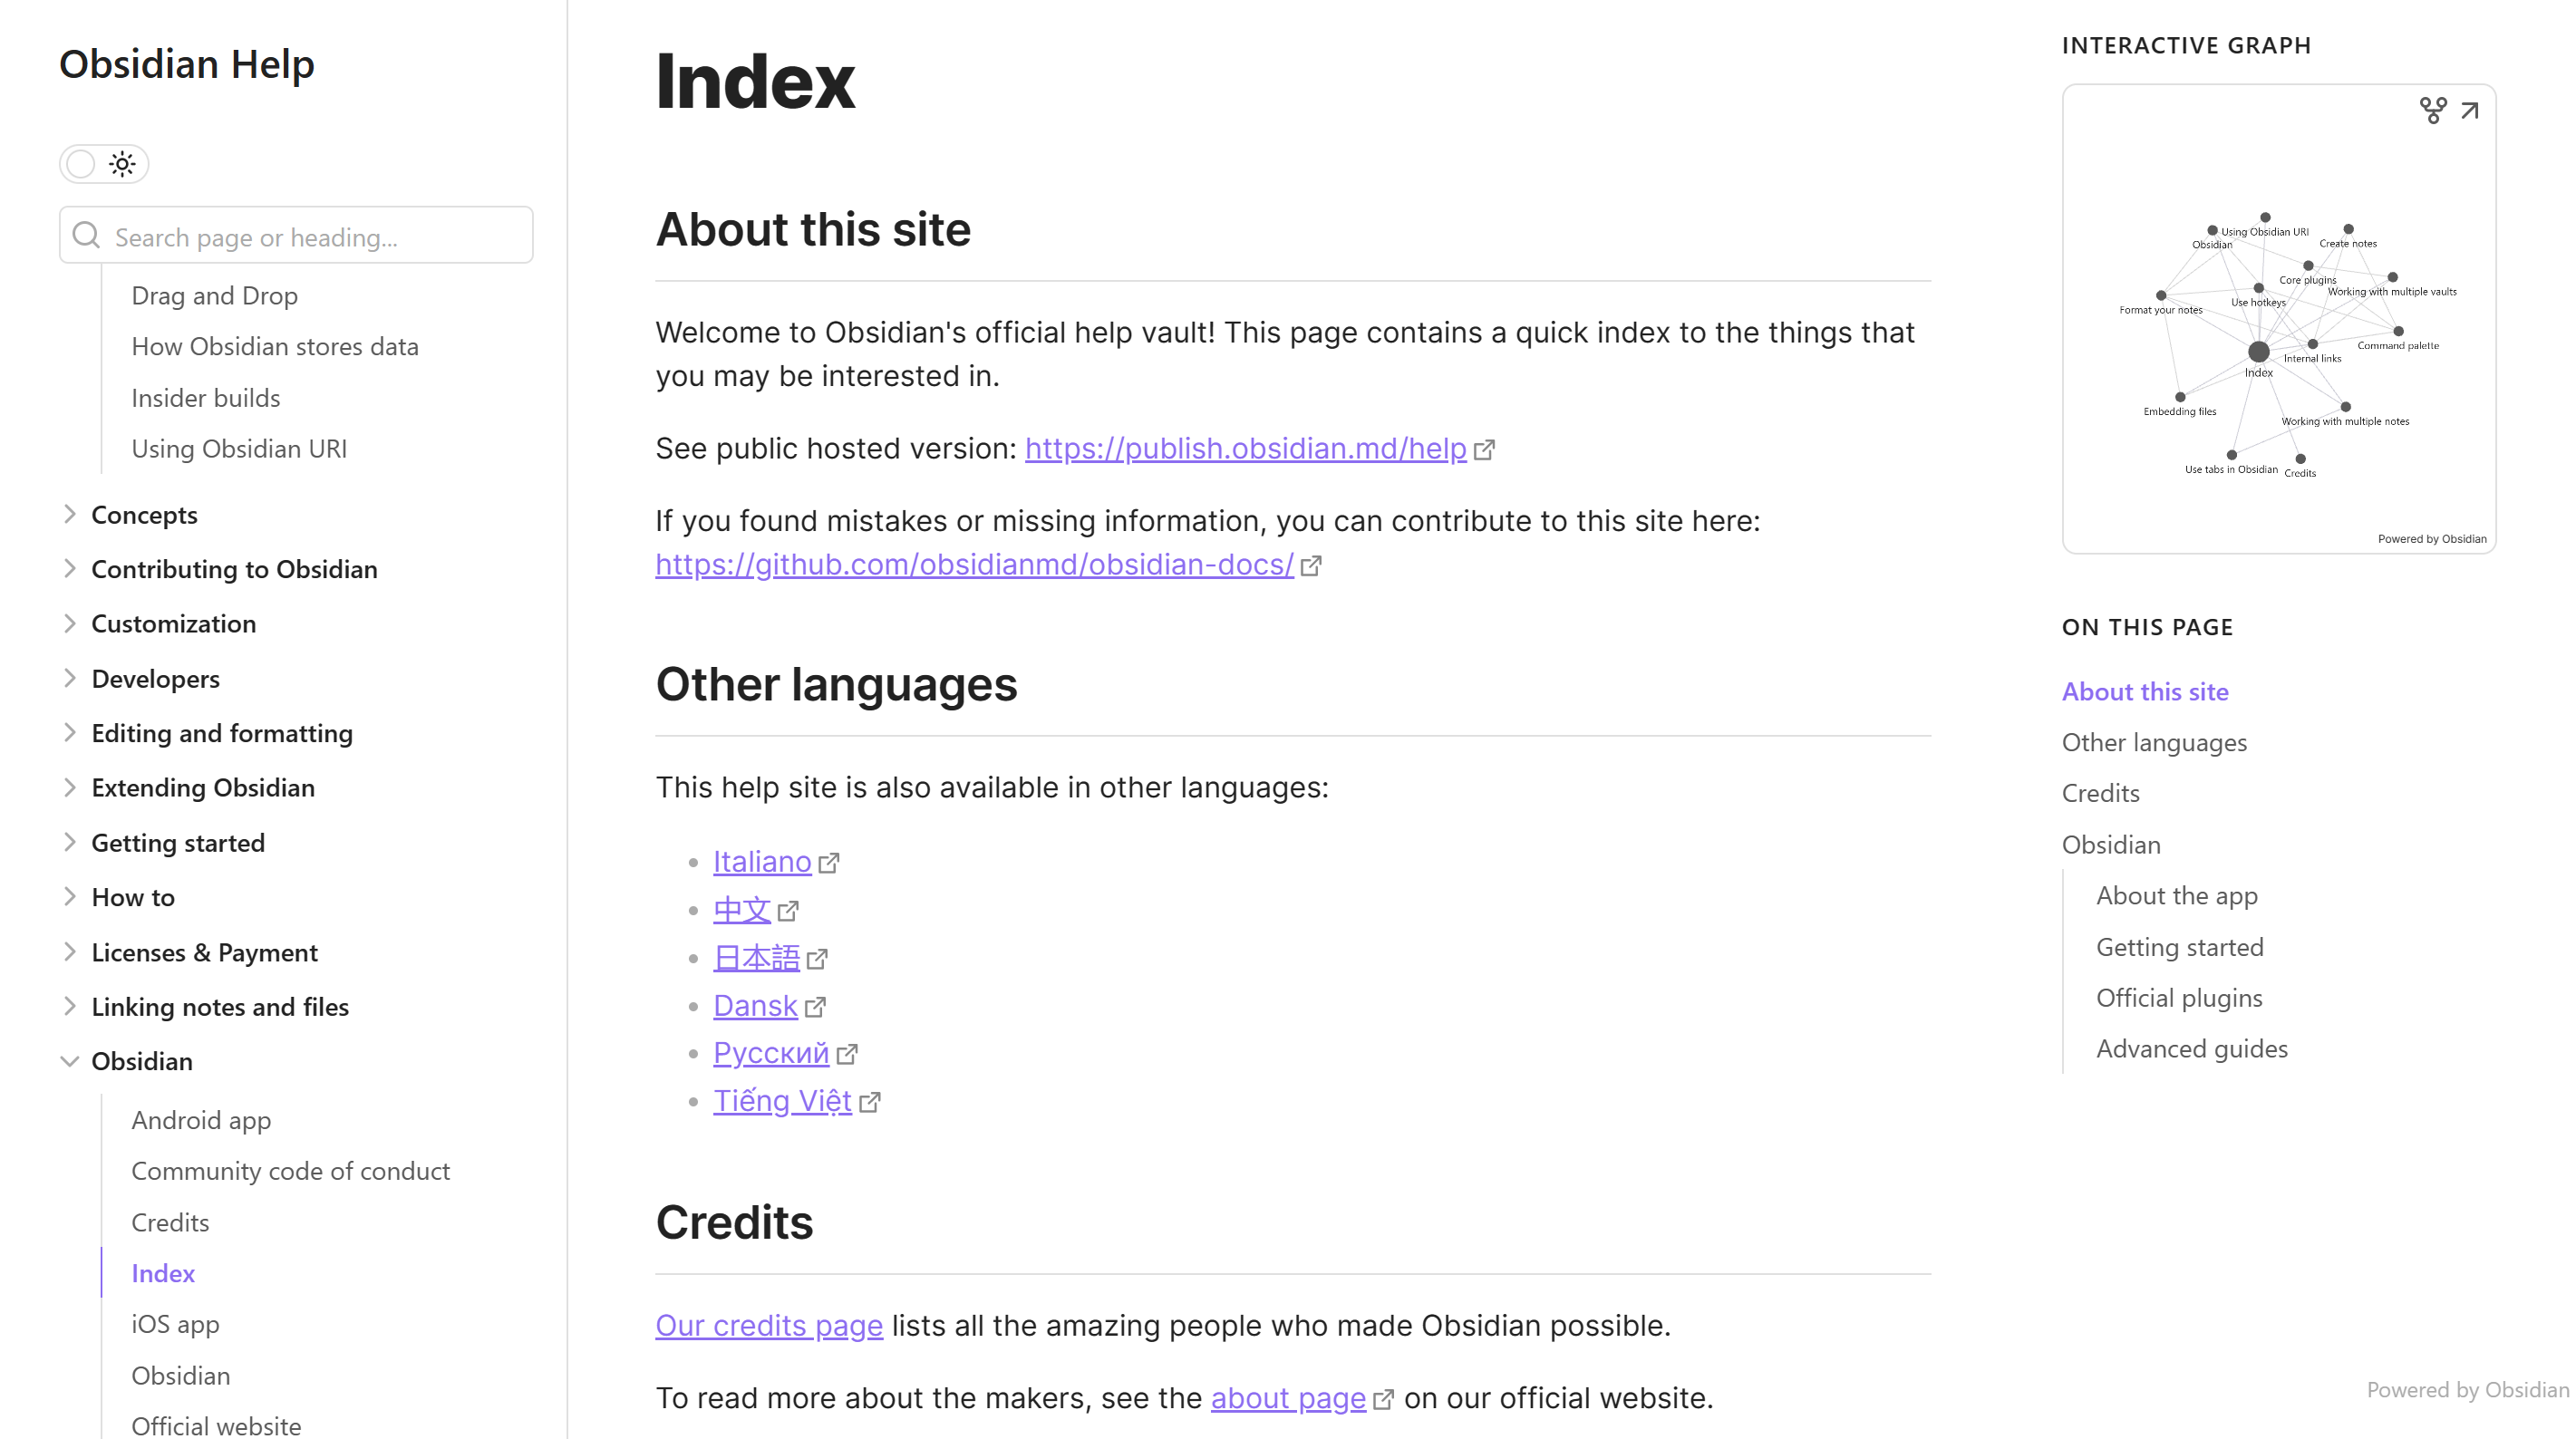 Obsidian Help
Search page or heading...
Drag and Drop
How Obsidian stores data
Insider builds
Using Obsidian URI
Concepts
Contributing to Obsidian
Customization
Developers
Editing and formatting
Extending Obsidian
Getting started
How to
Licenses & Payment
Linking notes and files
Obsidian
Android app
Community code of conduct
Credits
Index
iOS app
Obsidian
Official website
Index
About this site
Welcome to Obsidian's official help vault! This page contains a quick index to the things that
you may be interested in.
See public hosted version: https://publish.obsidian.md/help
If you found mistakes or missing information, you can contribute to this site here:
https://github.com/obsidianmd/obsidian-docs/
Other languages
This help site is also available in other languages:
Italiano
中文
日本語
Dansk
Русский
Tiếng Việt
Credits
Our credits page lists all the amazing people who made Obsidian possible.
To read more about the makers, see the about page on our official website.
INTERACTIVE GRAPH
Using Obsidian URI
Obsidian
Create notes
Core plugins
Working with multiple vaults
Use hotkeys
Format your notes
Command palette
Internal links
Index
Embedding files
Working with multiple notes
Use tabs in Obsidian
Credits
Powered by Obsidian
ON THIS PAGE
About this site
Other languages
Credits
Obsidian
About the app
Getting started
Official plugins
Advanced guides
Powered by Obsidian